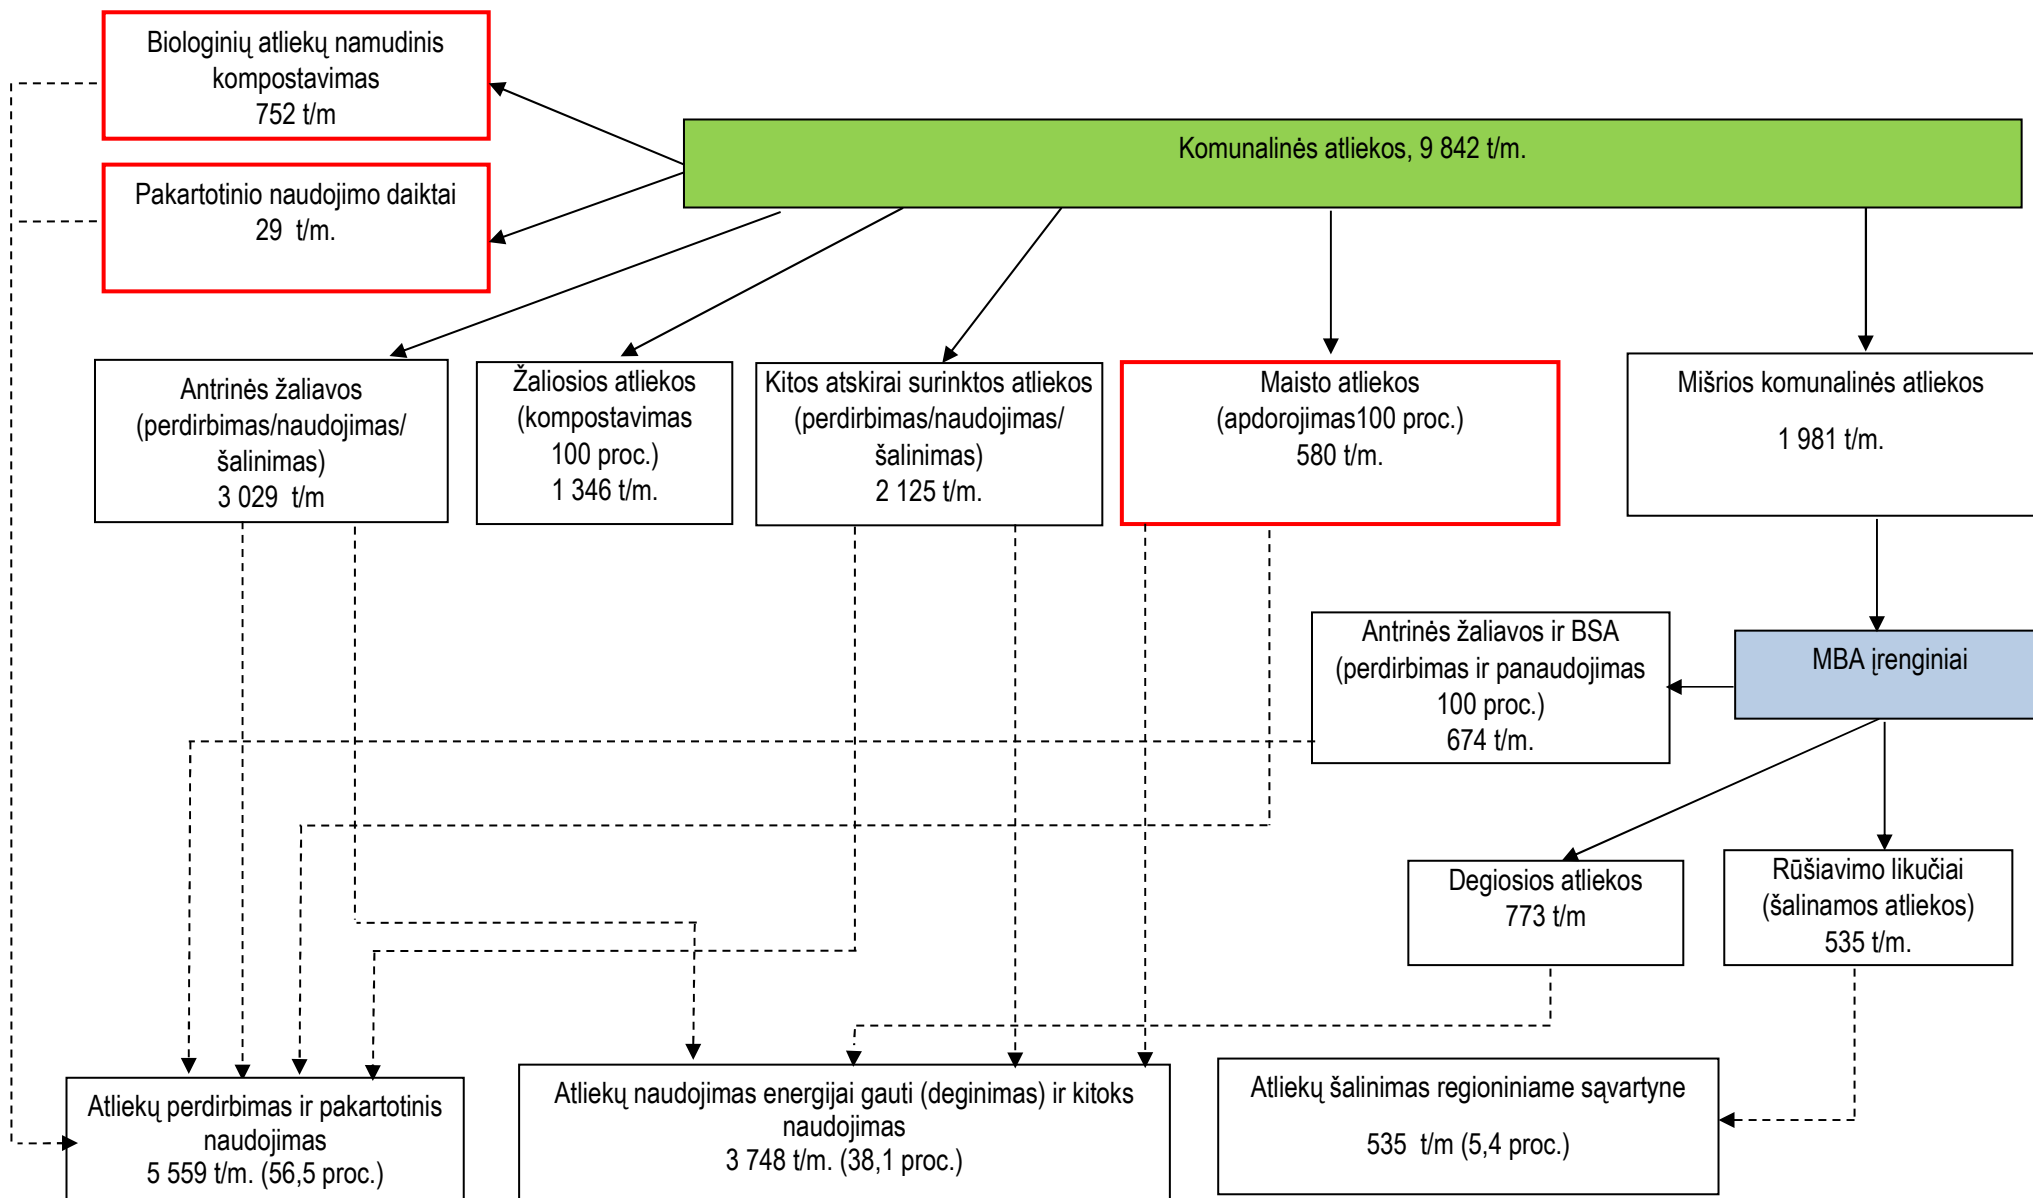 Biologinių atliekų namudinis
kompostavimas
752 t/m
Komunalinės atliekos, 9 842 t/m.
Pakartotinio naudojimo daiktai
29 t/m.
Antrinės žaliavos
(perdirbimas/naudojimas/
šalinimas)
3 029 t/m
Žaliosios atliekos
(kompostavimas
100 proc.)
1 346 t/m.
Kitos atskirai surinktos atliekos
(perdirbimas/naudojimas/
šalinimas)
2 125 t/m.
Maisto atliekos
(apdorojimas100 proc.)
580 t/m.
Mišrios komunalinės atliekos
1 981 t/m.
Antrinės žaliavos ir BSA
(perdirbimas ir panaudojimas
100 proc.)
674 t/m.
MBA įrenginiai
Degiosios atliekos
773 t/m
Rūšiavimo likučiai
(šalinamos atliekos)
535 t/m.
Atliekų perdirbimas ir pakartotinis
naudojimas
5 559 t/m. (56,5 proc.)
Atliekų naudojimas energijai gauti (deginimas) ir kitoks
naudojimas
3 748 t/m. (38,1 proc.)
Atliekų šalinimas regioniniame sąvartyne
535 t/m (5,4 proc.)